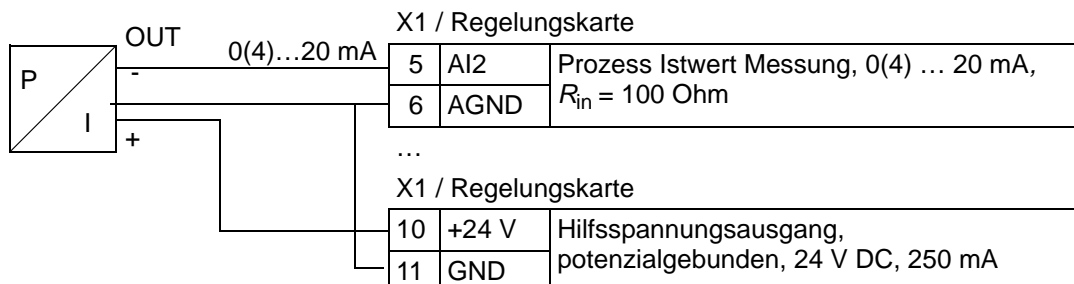 X1 / Regelungskarte
OUT
0(4)…20 mA
P
I
-
+
5 AI2 Prozess Istwert Messung, 0(4) … 20 mA,
6 AGND Rin = 100 Ohm
…
X1 / Regelungskarte
10 +24 V Hilfsspannungsausgang,
11 GND potenzialgebunden, 24 V DC, 250 mA